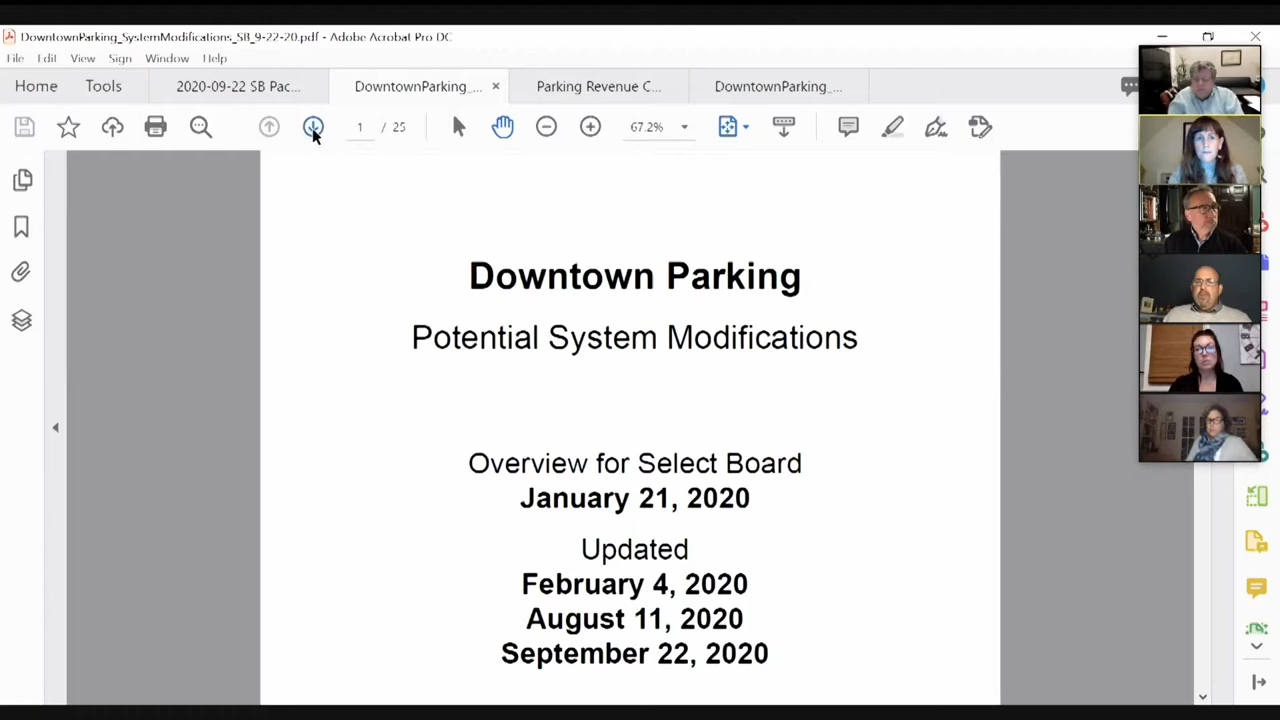 DowntownParking_SystemModifications_SB_9-22-20.pdf - Adobe Acrobat Pro DC
File Edit View Sign Window Help
Home Tools 2020-09-22 SB Pac... DowntownParking_... × Parking Revenue C... DowntownParking_...
1 / 25 67.2%
Downtown Parking
Potential System Modifications
Overview for Select Board
January 21, 2020
Updated
February 4, 2020
August 11, 2020
September 22, 2020